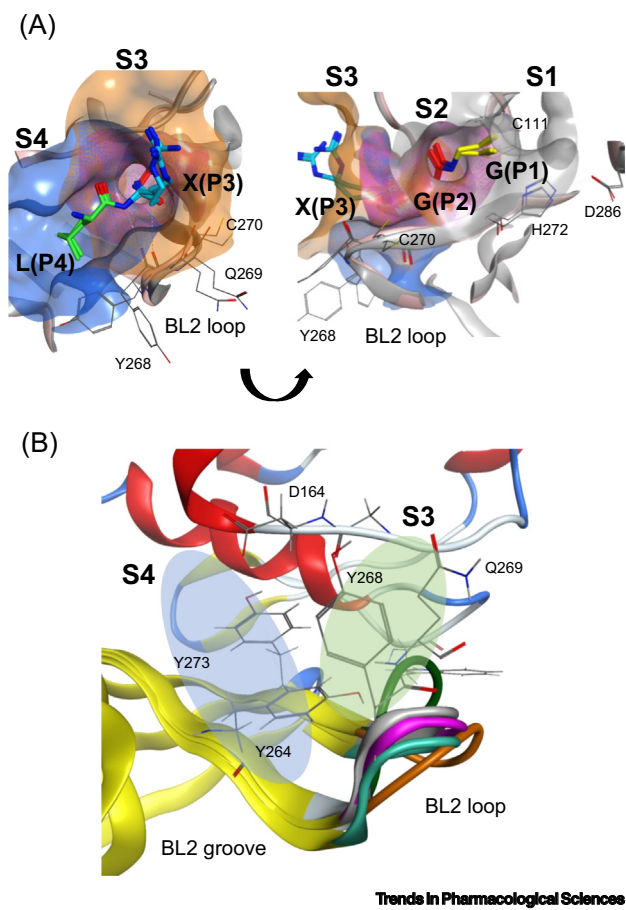 (A)
S3
S4
X(P3)
C270
L(P4)
Q269
BL2 loop
Y268
S3
S1
S2
C111
G(P1)
X(P3)
G(P2)
D286
C270
H272
Y268
BL2 loop
(B)
D164
S3
S4
Y268
Q269
Y273
Y264
BL2 loop
BL2 groove
Trends in Pharmacological Sciences